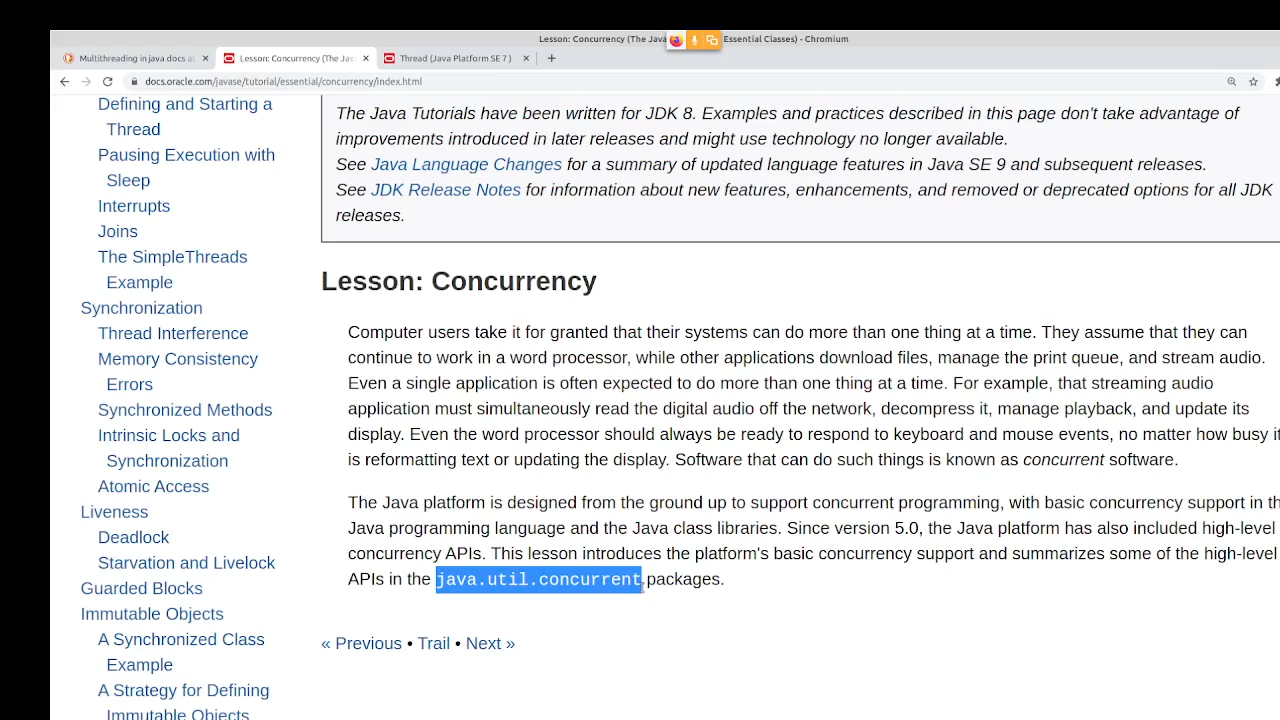 Lesson: Concurrency (The Java Essential Classes) - Chromium
Multithreading in java docs a
Lesson: Concurrency (The Jav
Thread (Java Platform SE 7 )
docs.oracle.com/javase/tutorial/essential/concurrency/index.html
Defining and Starting a
Thread
Pausing Execution with
Sleep
Interrupts
Joins
The SimpleThreads
Example
Synchronization
Thread Interference
Memory Consistency
Errors
Synchronized Methods
Intrinsic Locks and
Synchronization
Atomic Access
Liveness
Deadlock
Starvation and Livelock
Guarded Blocks
Immutable Objects
A Synchronized Class
Example
A Strategy for Defining
Immutable Objects
The Java Tutorials have been written for JDK 8. Examples and practices described in this page don't take advantage of
improvements introduced in later releases and might use technology no longer available.
See Java Language Changes for a summary of updated language features in Java SE 9 and subsequent releases.
See JDK Release Notes for information about new features, enhancements, and removed or deprecated options for all JDK
releases.
Lesson: Concurrency
Computer users take it for granted that their systems can do more than one thing at a time. They assume that they can
continue to work in a word processor, while other applications download files, manage the print queue, and stream audio.
Even a single application is often expected to do more than one thing at a time. For example, that streaming audio
application must simultaneously read the digital audio off the network, decompress it, manage playback, and update its
display. Even the word processor should always be ready to respond to keyboard and mouse events, no matter how busy it
is reformatting text or updating the display. Software that can do such things is known as concurrent software.
The Java platform is designed from the ground up to support concurrent programming, with basic concurrency support in th
Java programming language and the Java class libraries. Since version 5.0, the Java platform has also included high-level
concurrency APIs. This lesson introduces the platform's basic concurrency support and summarizes some of the high-level
APIs in the java.util.concurrent packages.
« Previous • Trail • Next »